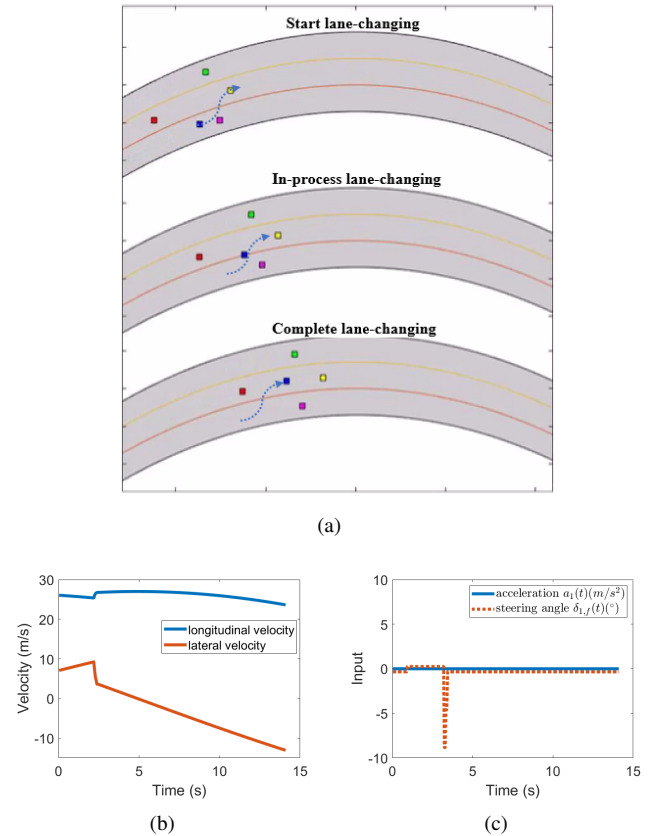 Start lane-changing
In-process lane-changing
Complete lane-changing
(a)
30
20
10
0
-10
Velocity (m/s)
longitudinal velocity
lateral velocity
0
5
10
15
Time (s)
(b)
10
5
0
-5
-10
Input
acceleration a₁(t)(m/s²)
steering angle δ₁,f(t)(°)
0
5
10
15
Time (s)
(c)